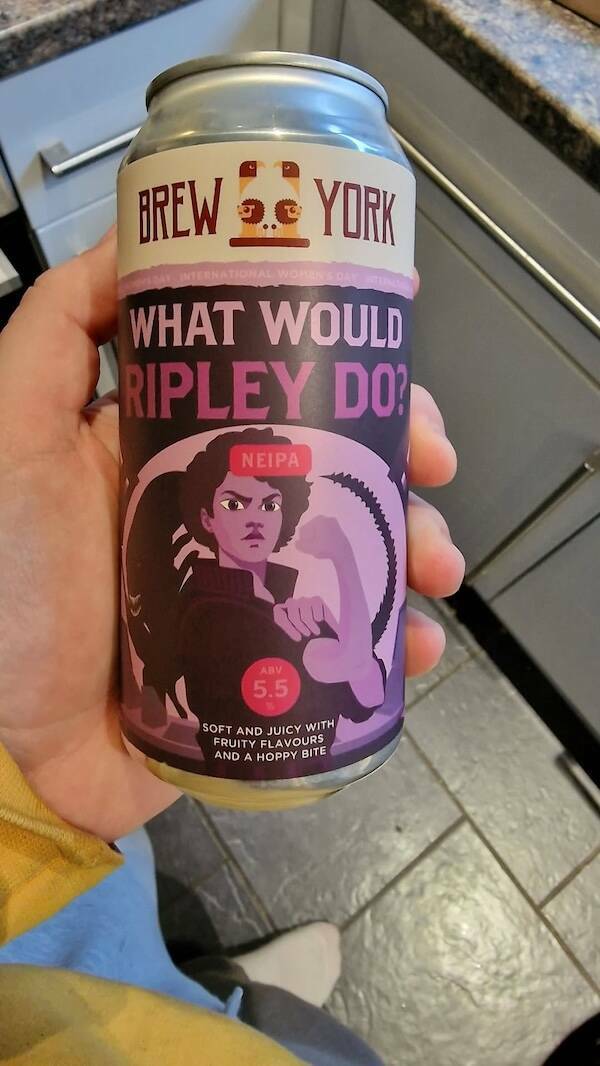 BREW YORK
INTERNATIONAL WOMEN'S DAY
WHAT WOULD
RIPLEY DO?
NEIPA
ABV
5.5
%
SOFT AND JUICY WITH
FRUITY FLAVOURS
AND A HOPPY BITE